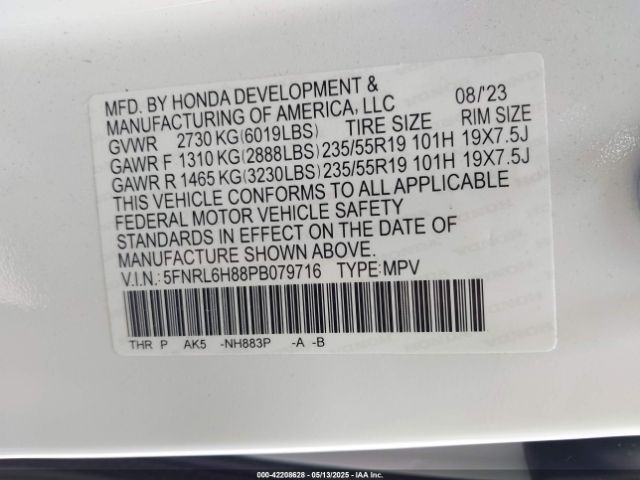 MFD. BY HONDA DEVELOPMENT &
MANUFACTURING OF AMERICA, LLC 08/'23
GVWR 2730 KG(6019LBS) TIRE SIZE RIM SIZE
GAWR F 1310 KG(2888LBS)235/55R19 101H 19X7.5J
GAWR R 1465 KG(3230LBS)235/55R19 101H 19X7.5J
THIS VEHICLE CONFORMS TO ALL APPLICABLE
FEDERAL MOTOR VEHICLE SAFETY
STANDARDS IN EFFECT ON THE DATE OF
MANUFACTURE SHOWN ABOVE.
V.I.N.: 5FNRL6H88PB079716 TYPE:MPV
THR P AK5 -NH883P -A -B
000-42208628 - 05/13/2025 - IAA Inc.